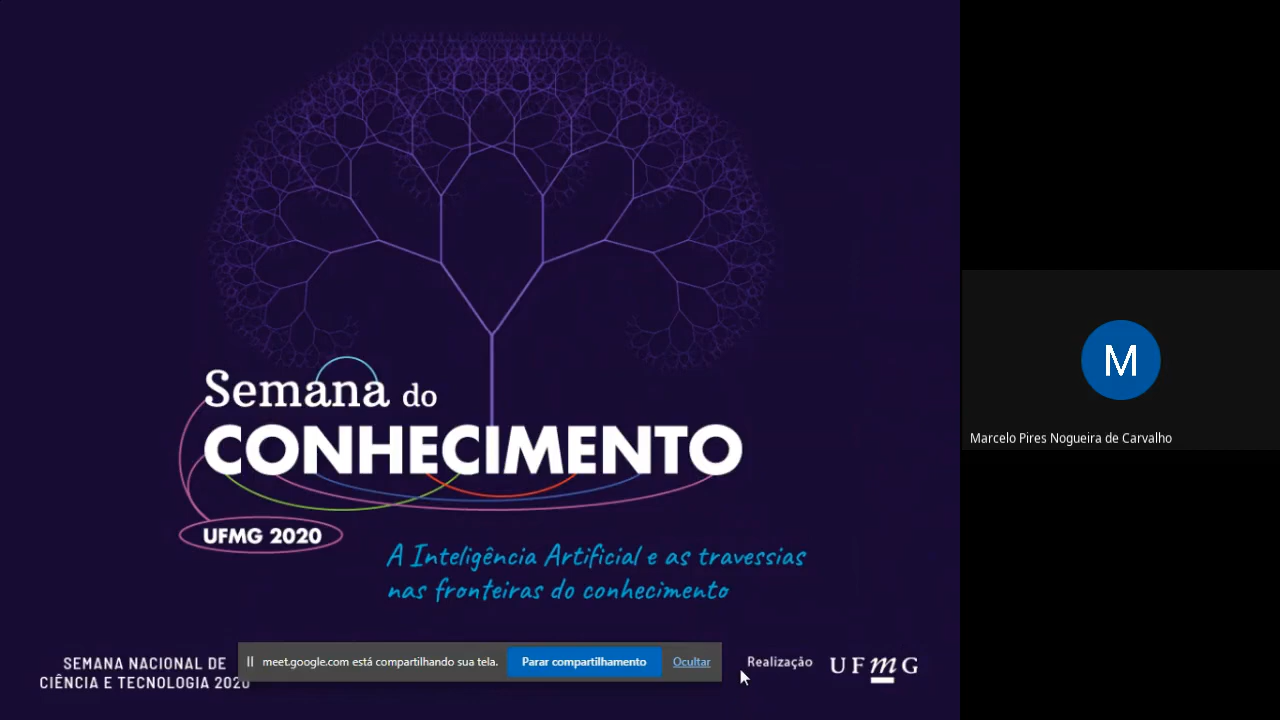 Semana do
CONHECIMENTO
UFMG 2020
A Inteligência Artificial e as travessias
nas fronteiras do conhecimento
SEMANA NACIONAL DE
CIÊNCIA E TECNOLOGIA 2020
meet.google.com está compartilhando sua tela.
Parar compartilhamento
Ocultar
Realização
UFmG
M
Marcelo Pires Nogueira de Carvalho